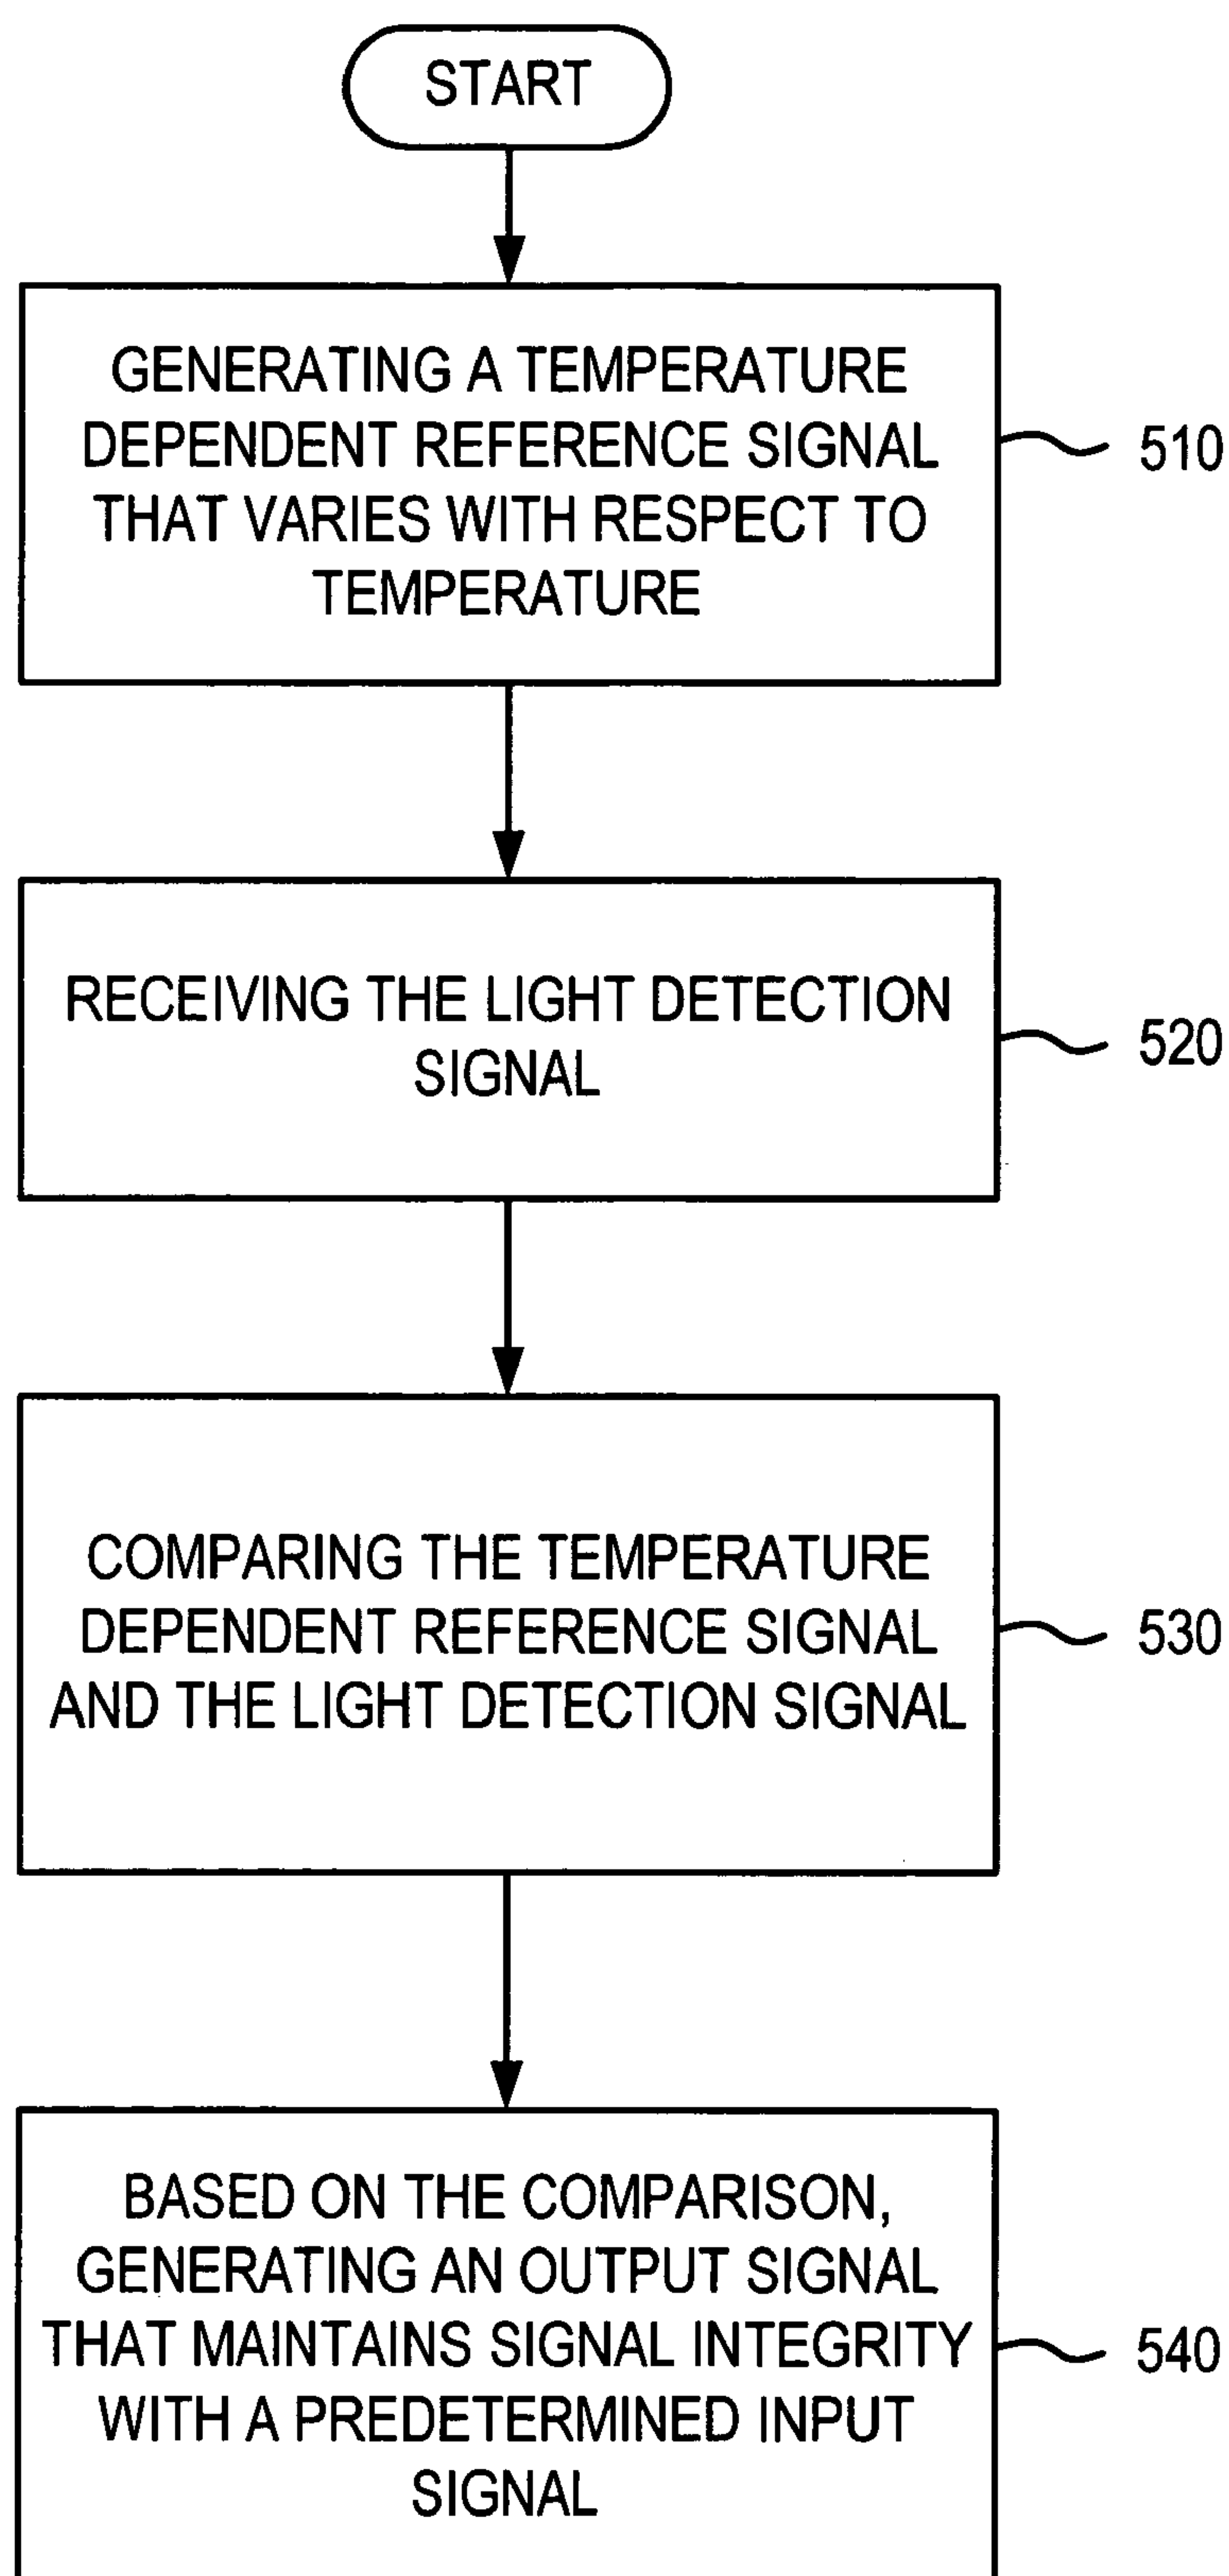 START
GENERATING A TEMPERATURE
DEPENDENT REFERENCE SIGNAL
THAT VARIES WITH RESPECT TO
TEMPERATURE
510
RECEIVING THE LIGHT DETECTION
SIGNAL
520
COMPARING THE TEMPERATURE
DEPENDENT REFERENCE SIGNAL
AND THE LIGHT DETECTION SIGNAL
530
BASED ON THE COMPARISON,
GENERATING AN OUTPUT SIGNAL
THAT MAINTAINS SIGNAL INTEGRITY
WITH A PREDETERMINED INPUT
SIGNAL
540